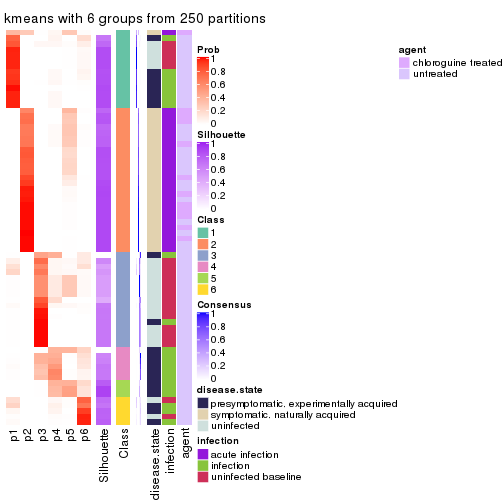 kmeans with 6 groups from 250 partitions
Prob
1
0.8
0.6
0.4
0.2
0
Silhouette
1
0.8
0.6
0.4
0.2
0
Class
1
2
3
4
5
6
Consensus
1
0.8
0.6
0.4
0.2
0
disease.state
presymptomatic, experimentally acquired
symptomatic, naturally acquired
uninfected
infection
acute infection
infection
uninfected baseline
agent
chloroguine treated
untreated
p1
p2
p3
p4
p5
p6
Silhouette
Class
disease.state
infection
agent